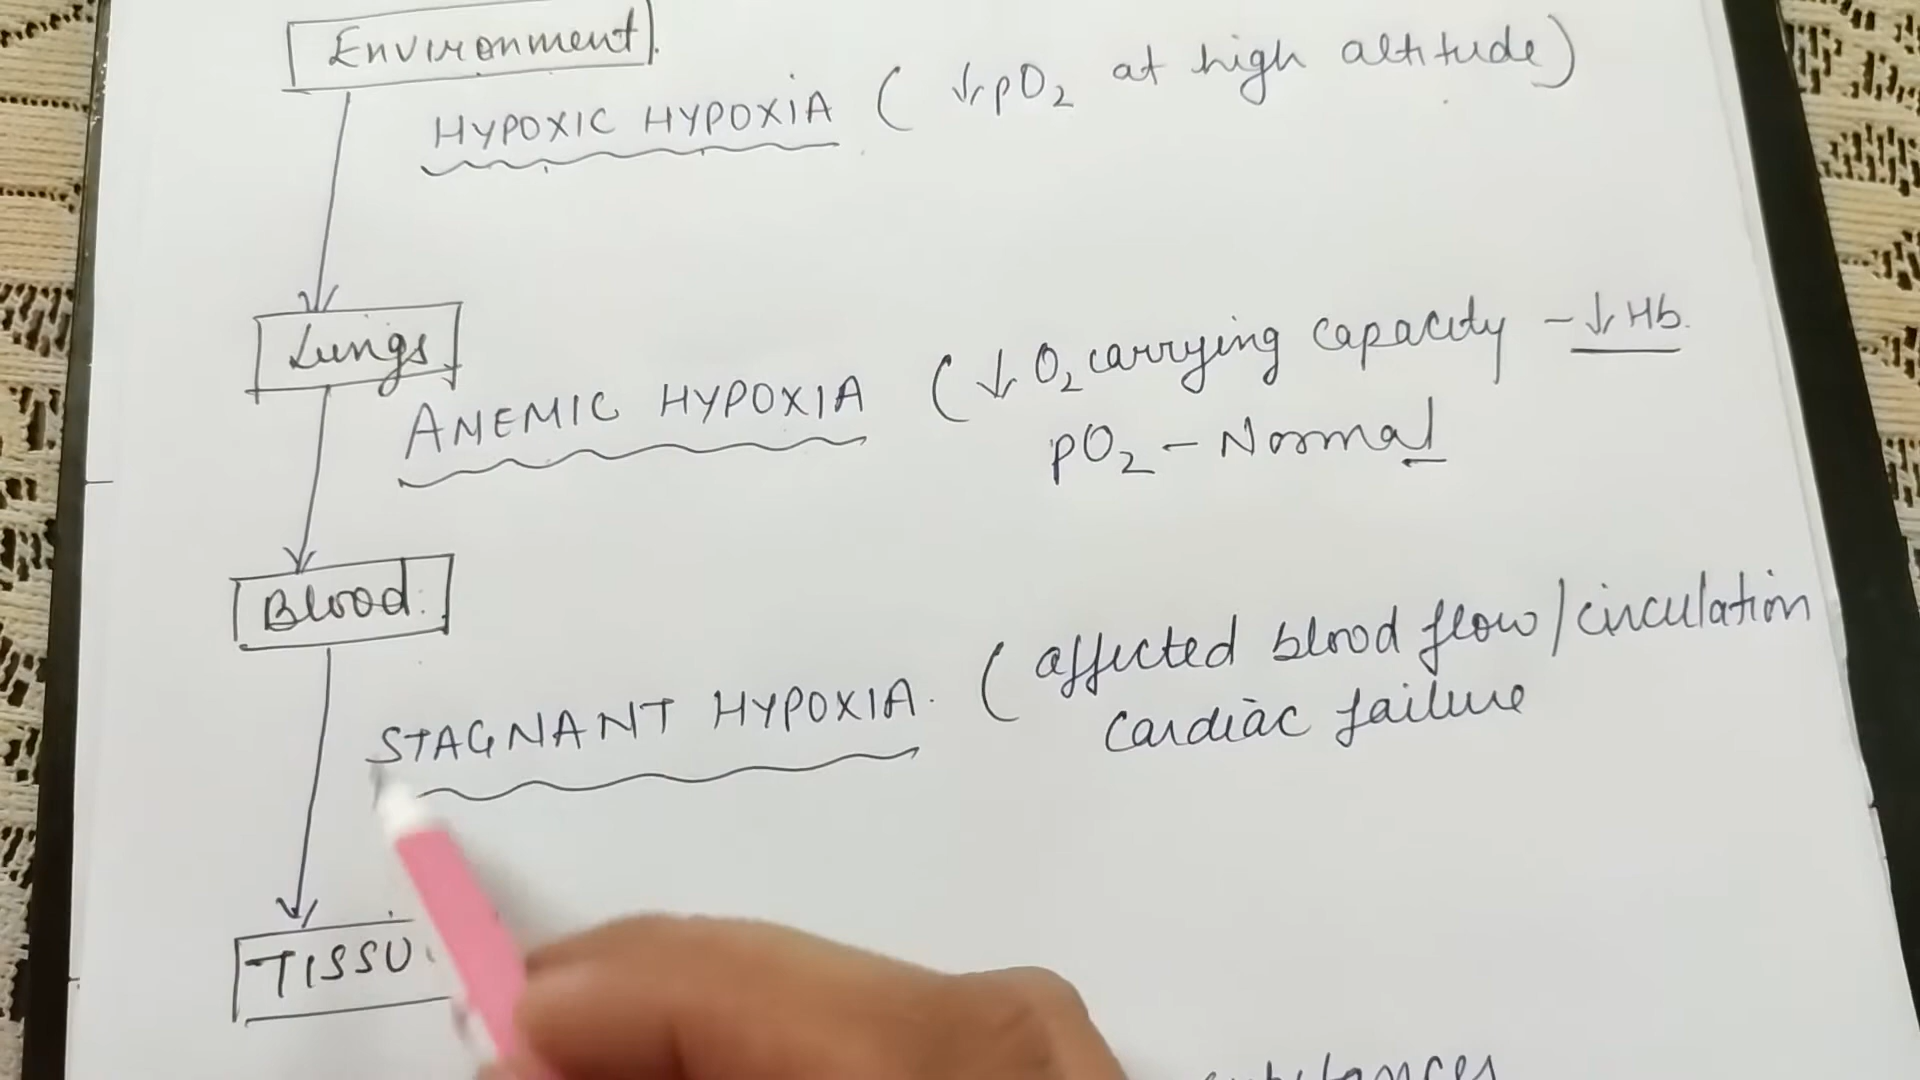 Environment
HYPOXIC HYPOXIA (↓pO₂ at high altitude)
Lungs
ANEMIC HYPOXIA (↓O₂ carrying capacity - ↓Hb.
pO₂ - Normal
Blood
STAGNANT HYPOXIA. (affected blood flow/circulation
cardiac failure
TISSU